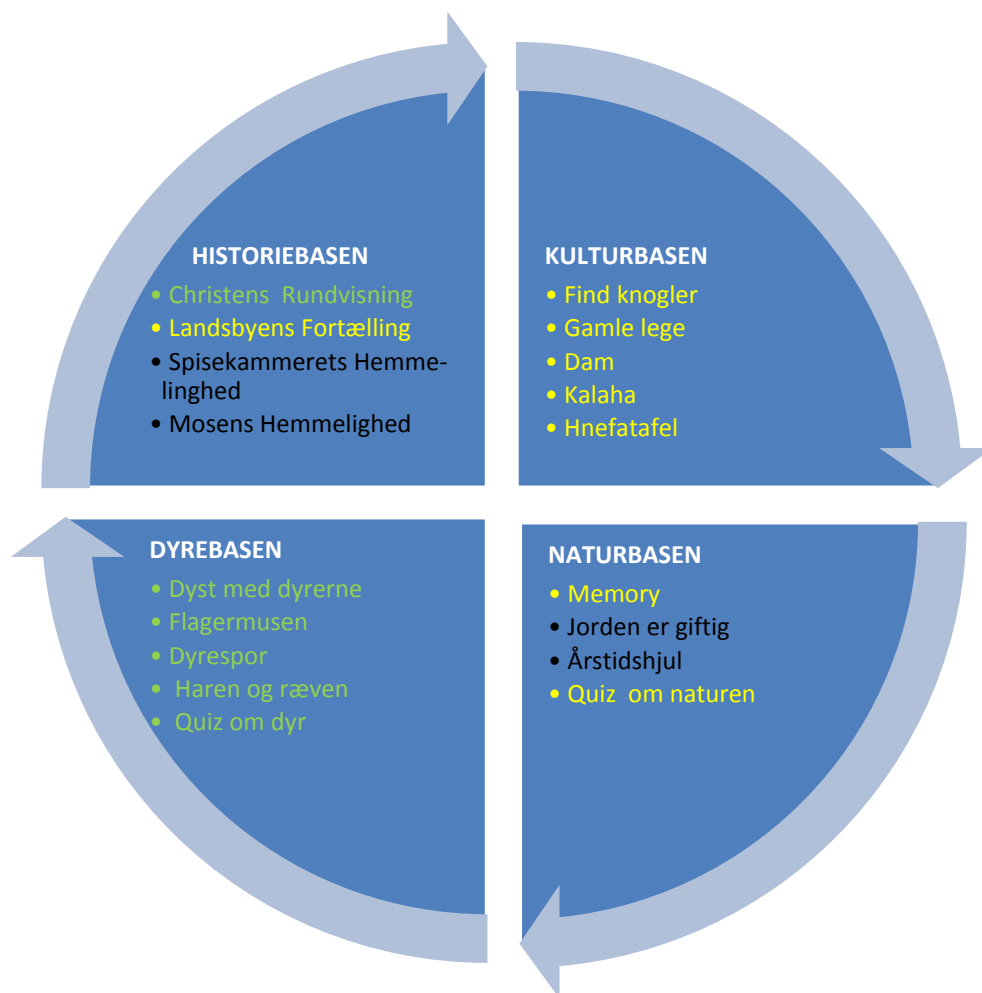 HISTORIEBASEN
• Christens Rundvisning
• Landsbyens Fortælling
• Spisekammerets Hemme-
linghed
• Mosens Hemmelighed
KULTURBASEN
• Find knogler
• Gamle lege
• Dam
• Kalaha
• Hnefatafel
DYREBASEN
• Dyst med dyrerne
• Flagermusen
• Dyrespor
• Haren og ræven
• Quiz om dyr
NATURBASEN
• Memory
• Jorden er giftig
• Årstidshjul
• Quiz om naturen